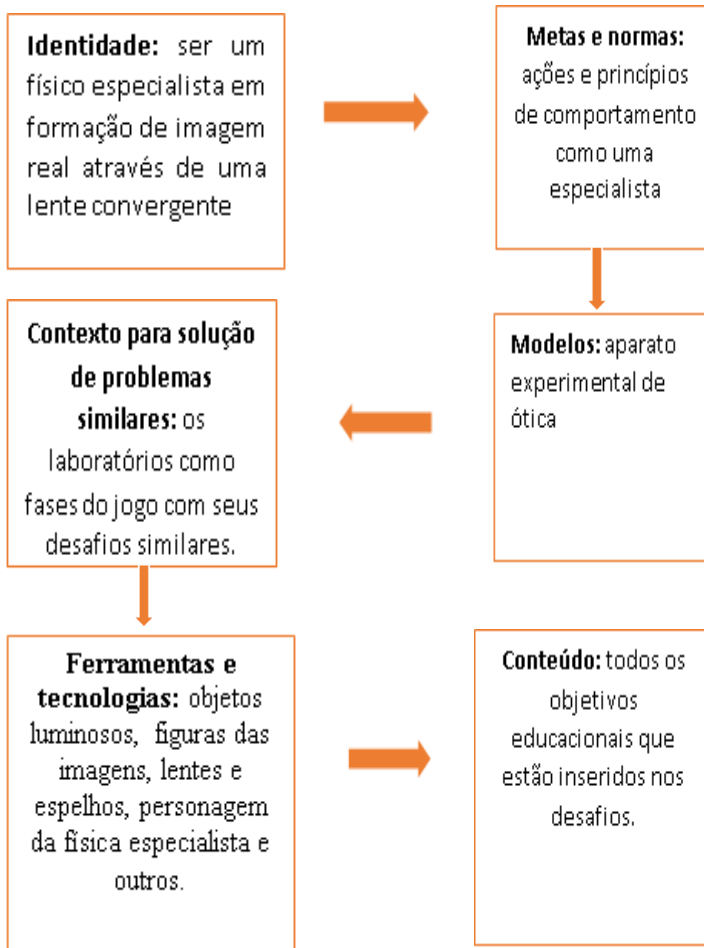 Identidade: ser um
físico especialista em
formação de imagem
real através de uma
lente convergente
Metas e normas:
ações e princípios
de comportamento
como uma
especialista
Modelos: aparato
experimental de
ótica
Contexto para solução
de problemas
similares: os
laboratórios como
fases do jogo com seus
desafios similares.
Ferramentas e
tecnologias: objetos
luminosos, figuras das
imagens, lentes e
espelhos, personagem
da física especialista e
outros.
Conteúdo: todos os
objetivos
educacionais que
estão inseridos nos
desafios.